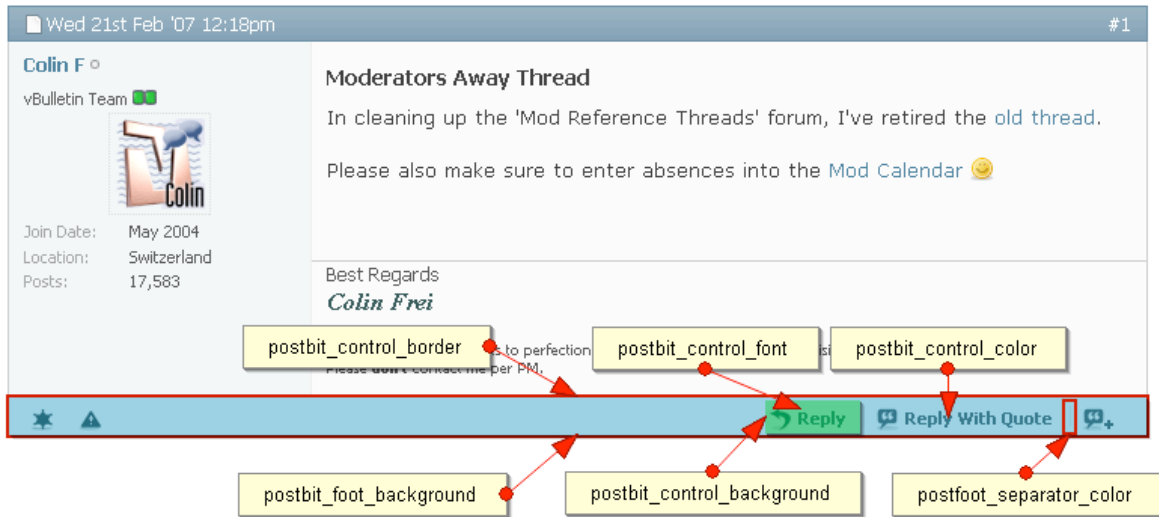 Wed 21st Feb '07 12:18pm #1
Colin F
vBulletin Team
Colin
Join Date: May 2004
Location: Switzerland
Posts: 17,583
Moderators Away Thread
In cleaning up the 'Mod Reference Threads' forum, I've retired the old thread.
Please also make sure to enter absences into the Mod Calendar
Best Regards
Colin Frei
postbit_control_border
to perfection
postbit_control_font
postbit_control_color
Please don't contact me per PM.
Reply
Reply With Quote
postbit_foot_background
postbit_control_background
postfoot_separator_color